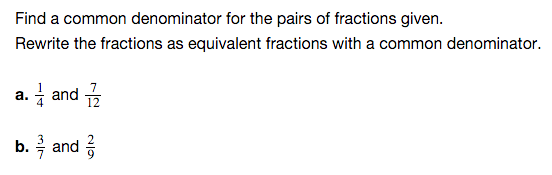 Find a common denominator for the pairs of fractions given.
Rewrite the fractions as equivalent fractions with a common denominator.
a. 1/4 and 7/12
b. 3/7 and 2/9